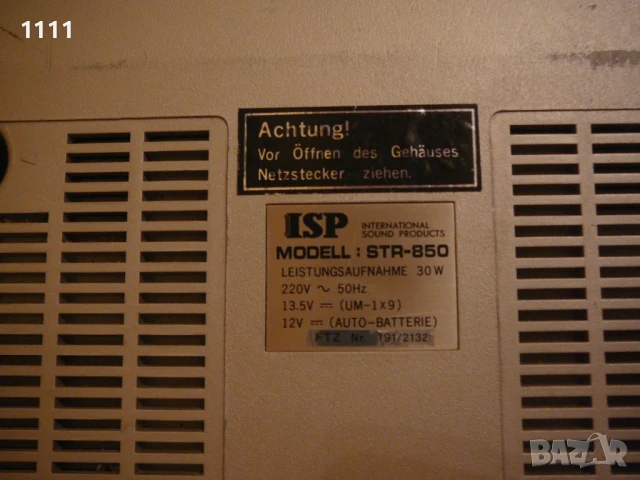 1111
Achtung!
Vor Öffnen des Gehäuses
Netzstecker ziehen.
ISP INTERNATIONAL
SOUND PRODUCTS
MODELL : STR-850
LEISTUNGSAUFNAHME 30 W
220V ~ 50Hz
13.5V ⎓ (UM-1x9)
12V ⎓ (AUTO-BATTERIE)
FTZ Nr. 191/2132
BAZAR